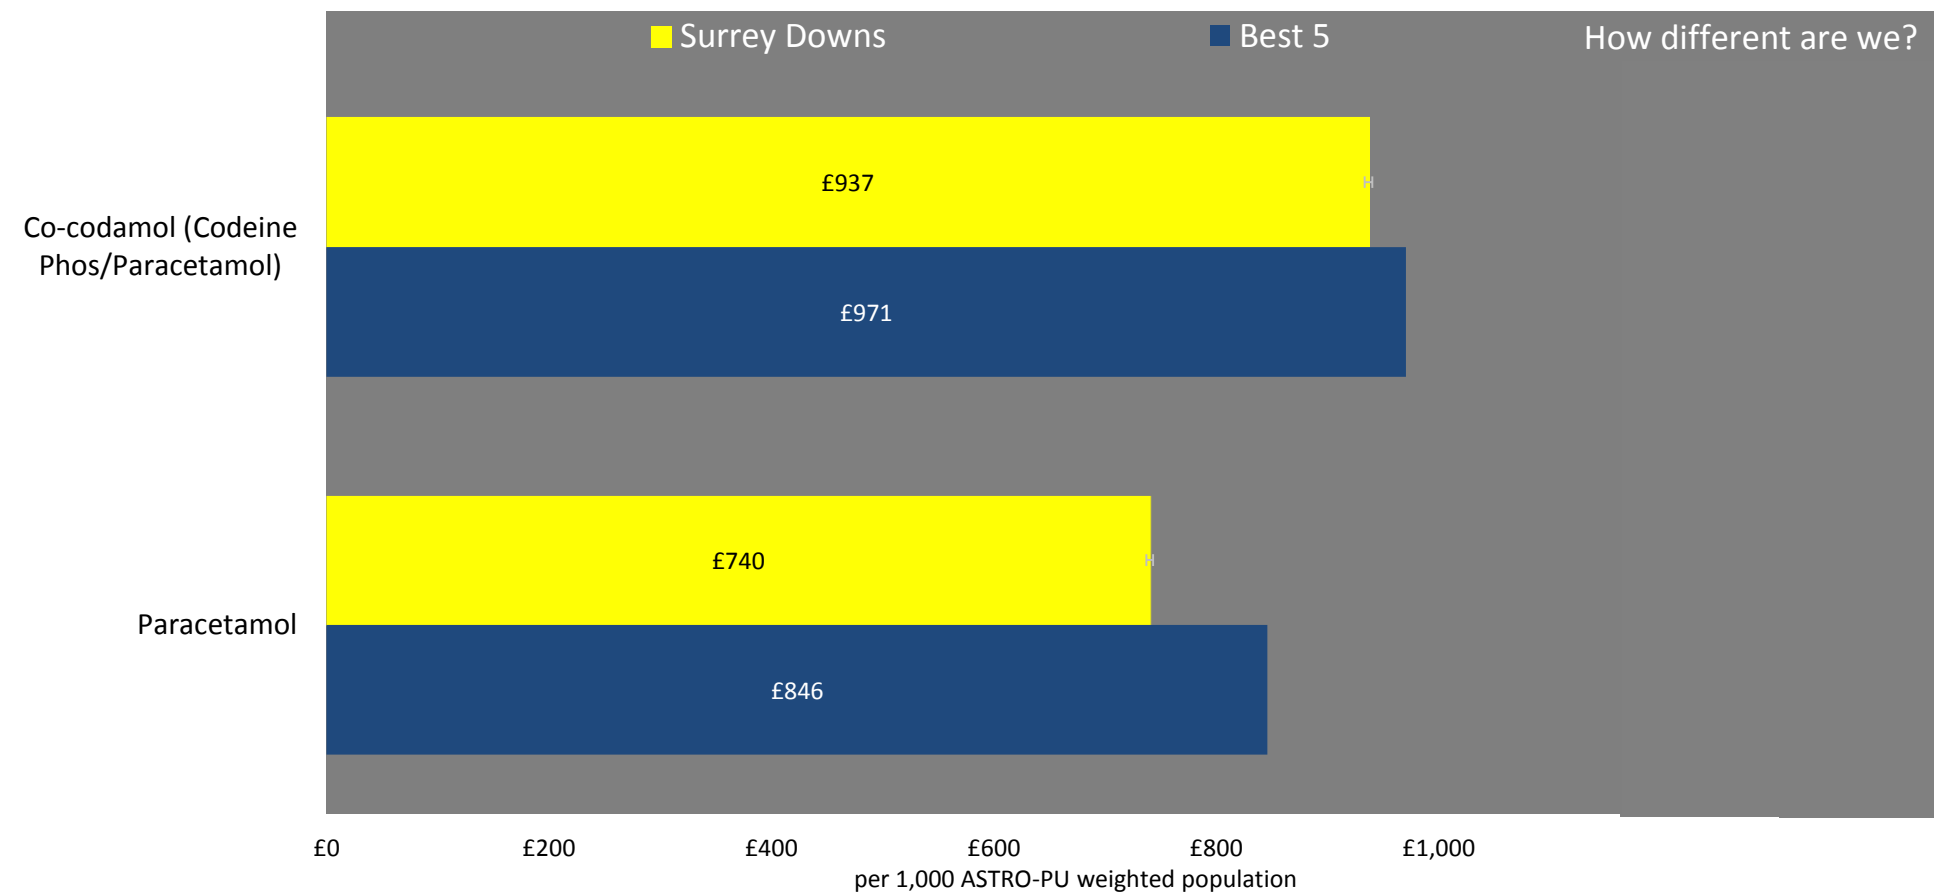 Surrey Downs
Best 5
How different are we?
£937
Co-codamol (Codeine
Phos/Paracetamol)
£971
£740
Paracetamol
£846
£0 £200 £400 £600 £800 £1,000
per 1,000 ASTRO-PU weighted population